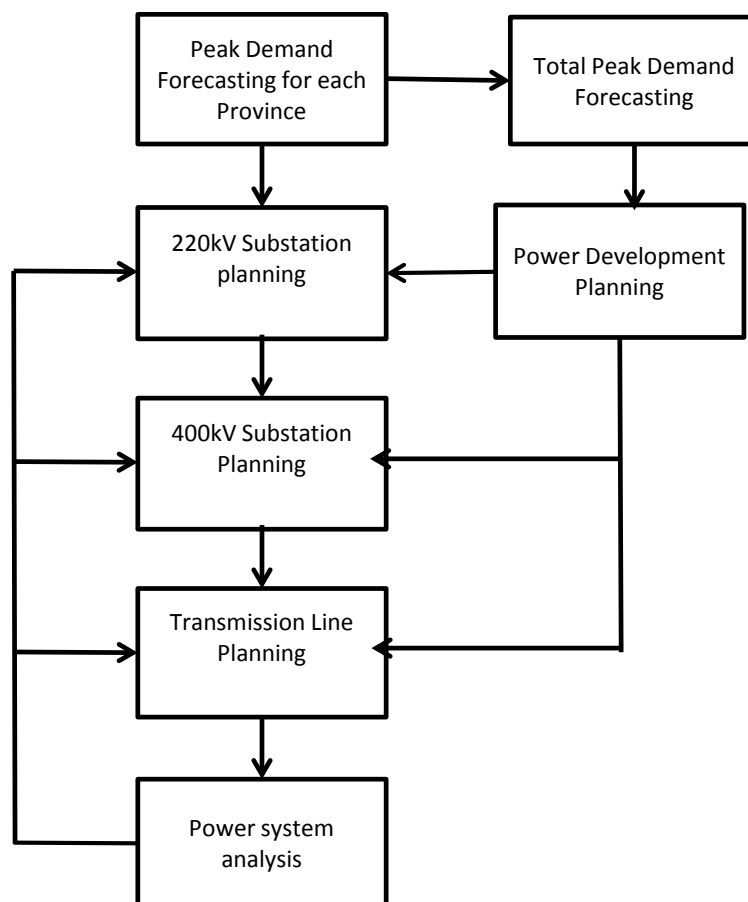 Peak Demand
Forecasting for each
Province
Total Peak Demand
Forecasting
220kV Substation
planning
Power Development
Planning
400kV Substation
Planning
Transmission Line
Planning
Power system
analysis